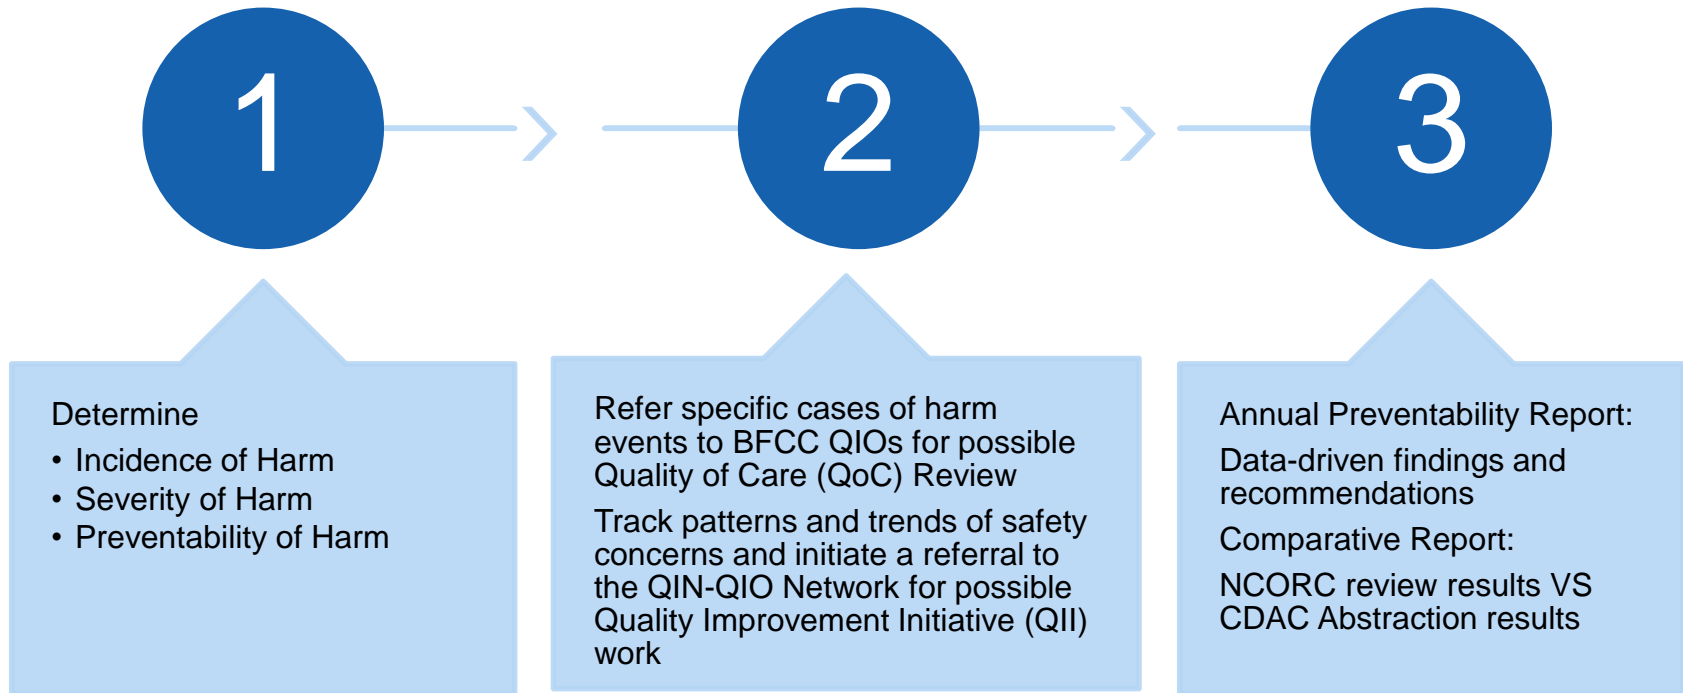 1
2
3
Determine
• Incidence of Harm
• Severity of Harm
• Preventability of Harm
Refer specific cases of harm
events to BFCC QIOs for possible
Quality of Care (QoC) Review
Track patterns and trends of safety
concerns and initiate a referral to
the QIN-QIO Network for possible
Quality Improvement Initiative (QII)
work
Annual Preventability Report:
Data-driven findings and
recommendations
Comparative Report:
NCORC review results VS
CDAC Abstraction results